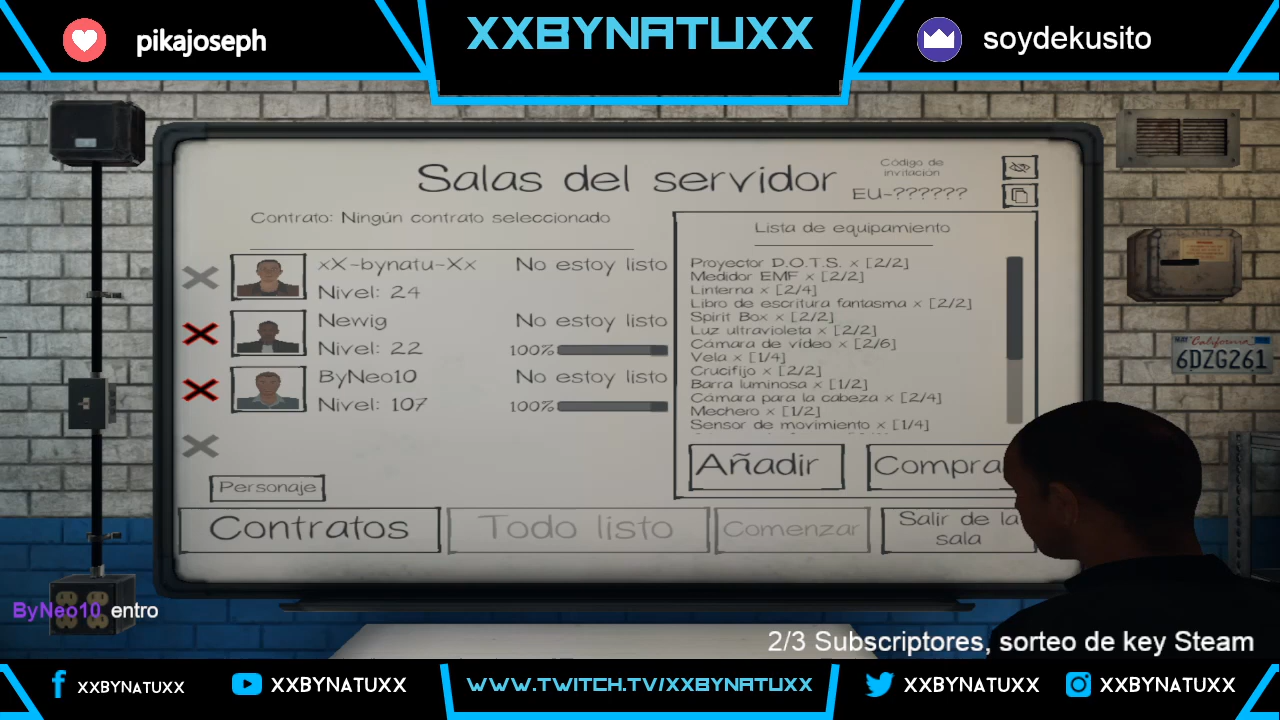 pikajoseph
XXBYNATUXX
soydekusito
Salas del servidor
Código de
invitación
EU-??????
Contrato: Ningún contrato seleccionado
xX-bynatu-Xx
No estoy listo
Nivel: 24
Newig
No estoy listo
Nivel: 22
100%
ByNeo10
No estoy listo
Nivel: 107
100%
Personaje
Lista de equipamiento
Proyector D.O.T.S. x [2/2]
Medidor EMF x [2/2]
Linterna x [2/4]
Libro de escritura fantasma x [2/2]
Spirit Box x [2/2]
Luz ultravioleta x [2/2]
Cámara de vídeo x [2/6]
Vela x [1/4]
Crucifijo x [2/2]
Barra luminosa x [1/2]
Cámara para la cabeza x [2/4]
Mechero x [1/2]
Sensor de movimiento x [1/4]
Añadir
Compra
Contratos
Todo listo
Comenzar
Salir de la
sala
California
6DZG261
ByNeo10 entro
2/3 Subscriptores, sorteo de key Steam
XXBYNATUXX
XXBYNATUXX
WWW.TWITCH.TV/XXBYNATUXX
XXBYNATUXX
XXBYNATUXX